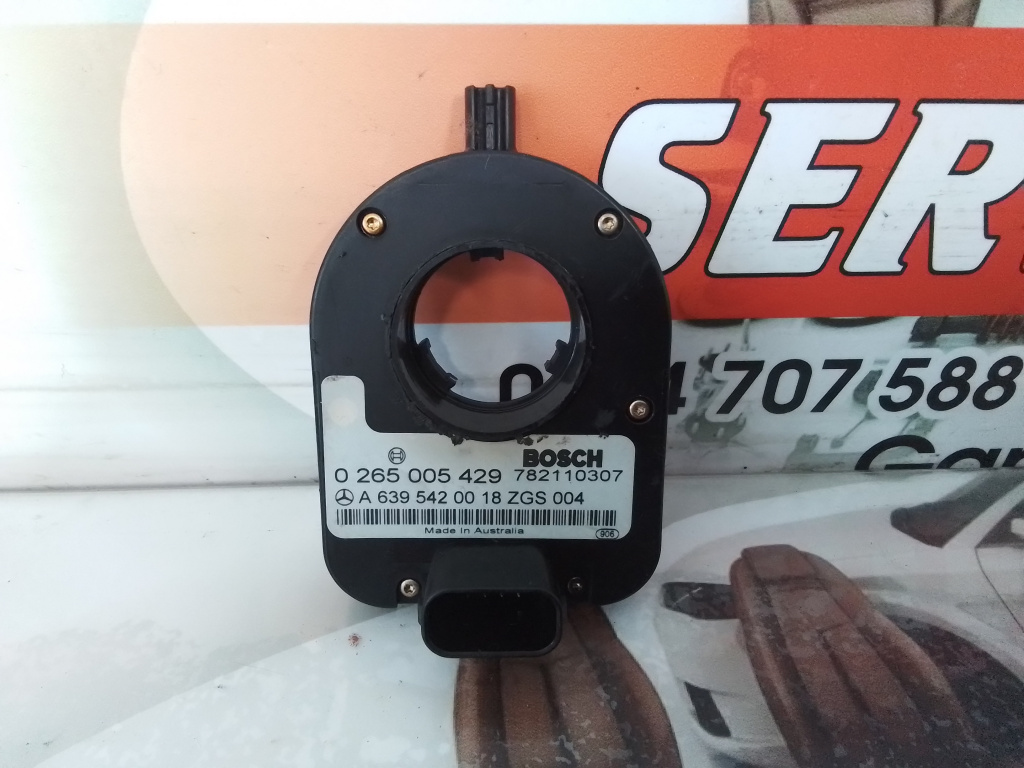 SER
707 588
Gar
BOSCH
0 265 005 429 782110307
A 639 542 00 18 ZGS 004
Made in Australia
906